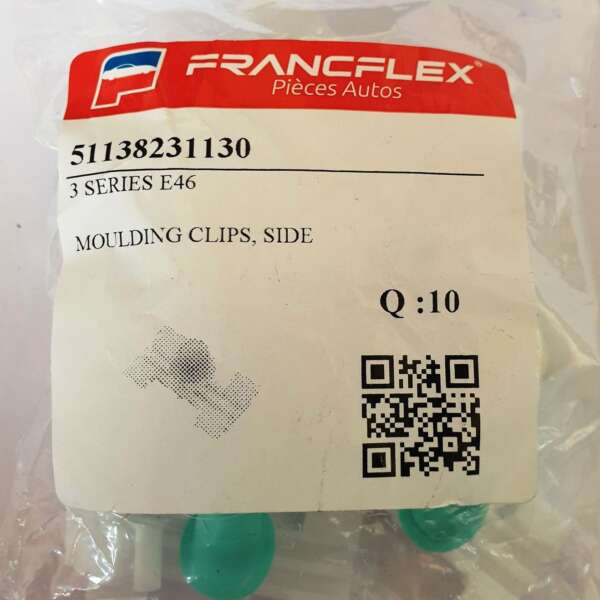 FRANCFLEX®
Pièces Autos
51138231130
3 SERIES E46
MOULDING CLIPS, SIDE
Q :10